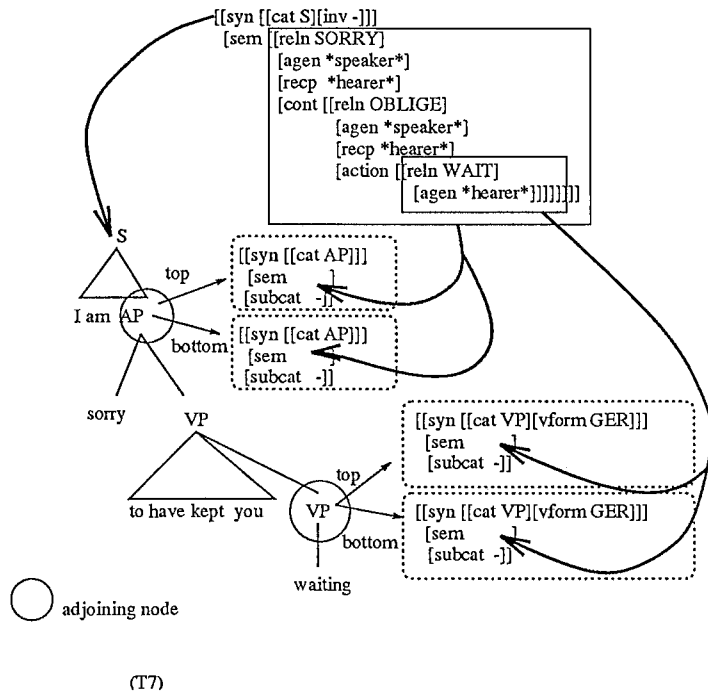 [[syn [[cat S][inv -]]]
[sem [[reln SORRY]
[agen *speaker*]
[recp *hearer*]
[cont [[reln OBLIGE]
[agen *speaker*]
[recp *hearer*]
[action [[reln WAIT]
[agen *hearer*]]]]]]]]
S
top
[[syn [[cat AP]]]
[sem ]
[subcat -]]
I am AP
bottom
[[syn [[cat AP]]]
[sem ]
[subcat -]]
sorry
VP
[[syn [[cat VP][vform GER]]]
[sem ]
[subcat -]]
top
to have kept you
VP
bottom
[[syn [[cat VP][vform GER]]]
[sem ]
[subcat -]]
waiting
adjoining node
(T7)